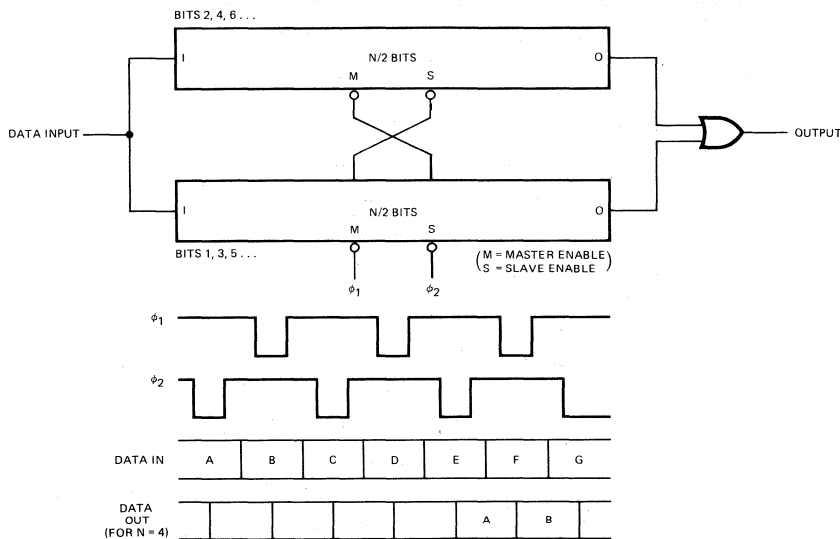 BITS 2, 4, 6 . . .
I N/2 BITS O
M S
DATA INPUT
OUTPUT
I N/2 BITS O
M S
BITS 1, 3, 5 . . .
(M = MASTER ENABLE
S = SLAVE ENABLE)
ϕ1 ϕ2
ϕ1
ϕ2
DATA IN A B C D E F G
DATA
OUT
(FOR N = 4)
A B